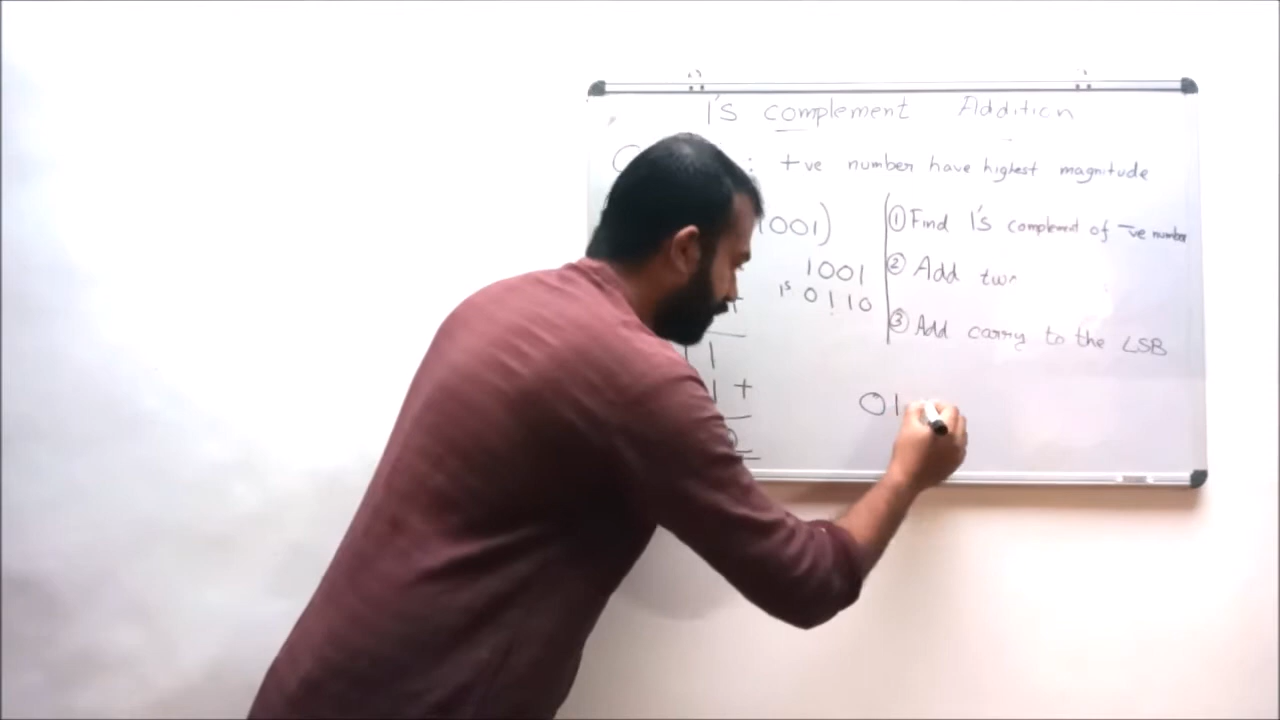 1's complement Addition
: +ve number have highest magnitude
1001)
① Find 1's complement of -ve number
1001
② Add two
1's 0110
③ Add carry to the LSB
1
1 +
01